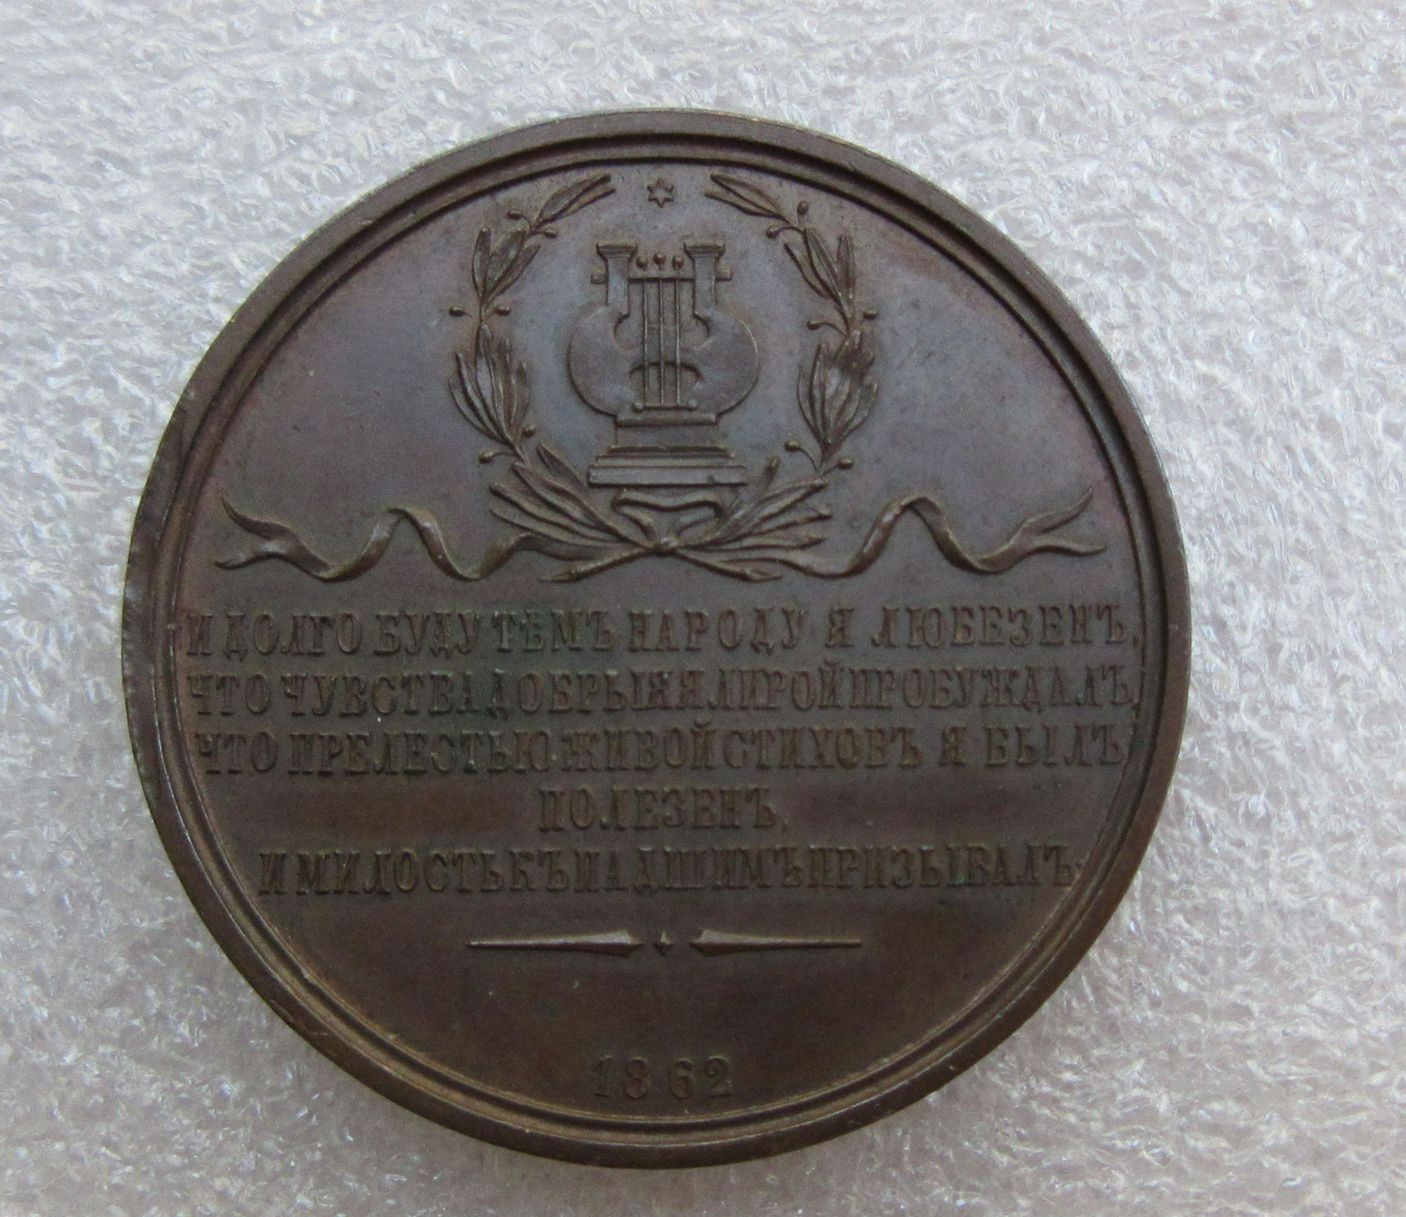 И ДОЛГО БУДУ ТѢМЪ НАРОДУ Я ЛЮБЕЗЕНЪ,
ЧТО ЧУВСТВА ДОБРЫЯ Я ЛИРОЙ ПРОБУЖДАЛЪ,
ЧТО ПРЕЛЕСТЬЮ ЖИВОЙ СТИХОВЪ Я БЫЛЪ
ПОЛЕЗЕНЪ,
И МИЛОСТЬ КЪ ПАДШИМЪ ПРИЗЫВАЛЪ.
1862